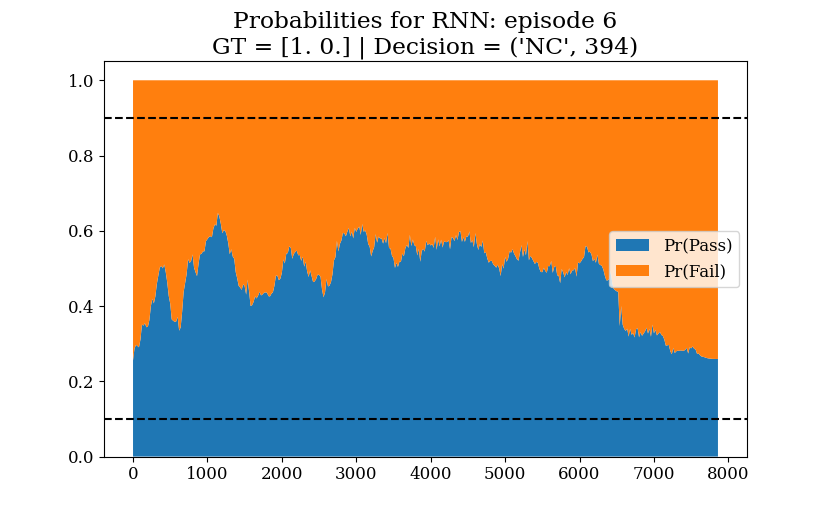 Probabilities for RNN: episode 6
GT = [1. 0.] | Decision = ('NC', 394)
1.0
0.8
0.6
0.4
0.2
0.0
Pr(Pass)
Pr(Fail)
0 1000 2000 3000 4000 5000 6000 7000 8000